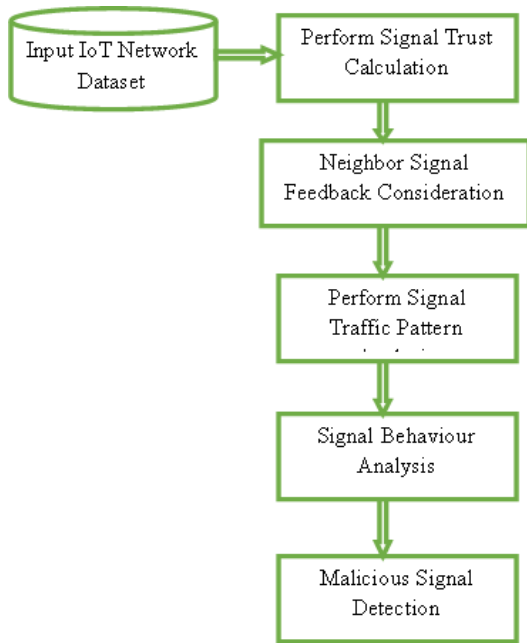 Input IoT Network
Dataset
Perform Signal Trust
Calculation
Neighbor Signal
Feedback Consideration
Perform Signal
Traffic Pattern
Signal Behaviour
Analysis
Malicious Signal
Detection